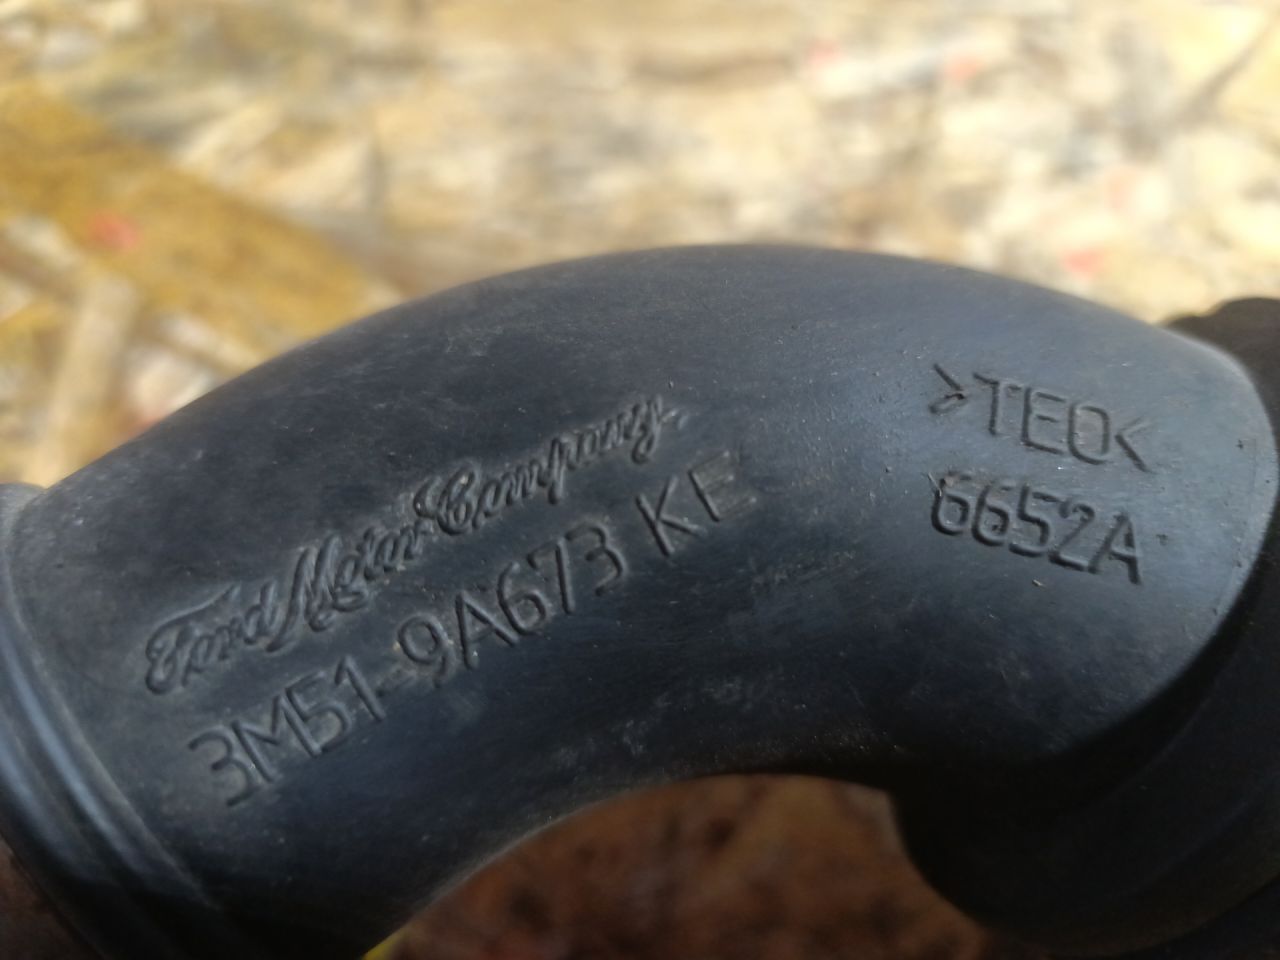 Ford Motor Company
3M51-9A673 KE
>TEO<
6652A